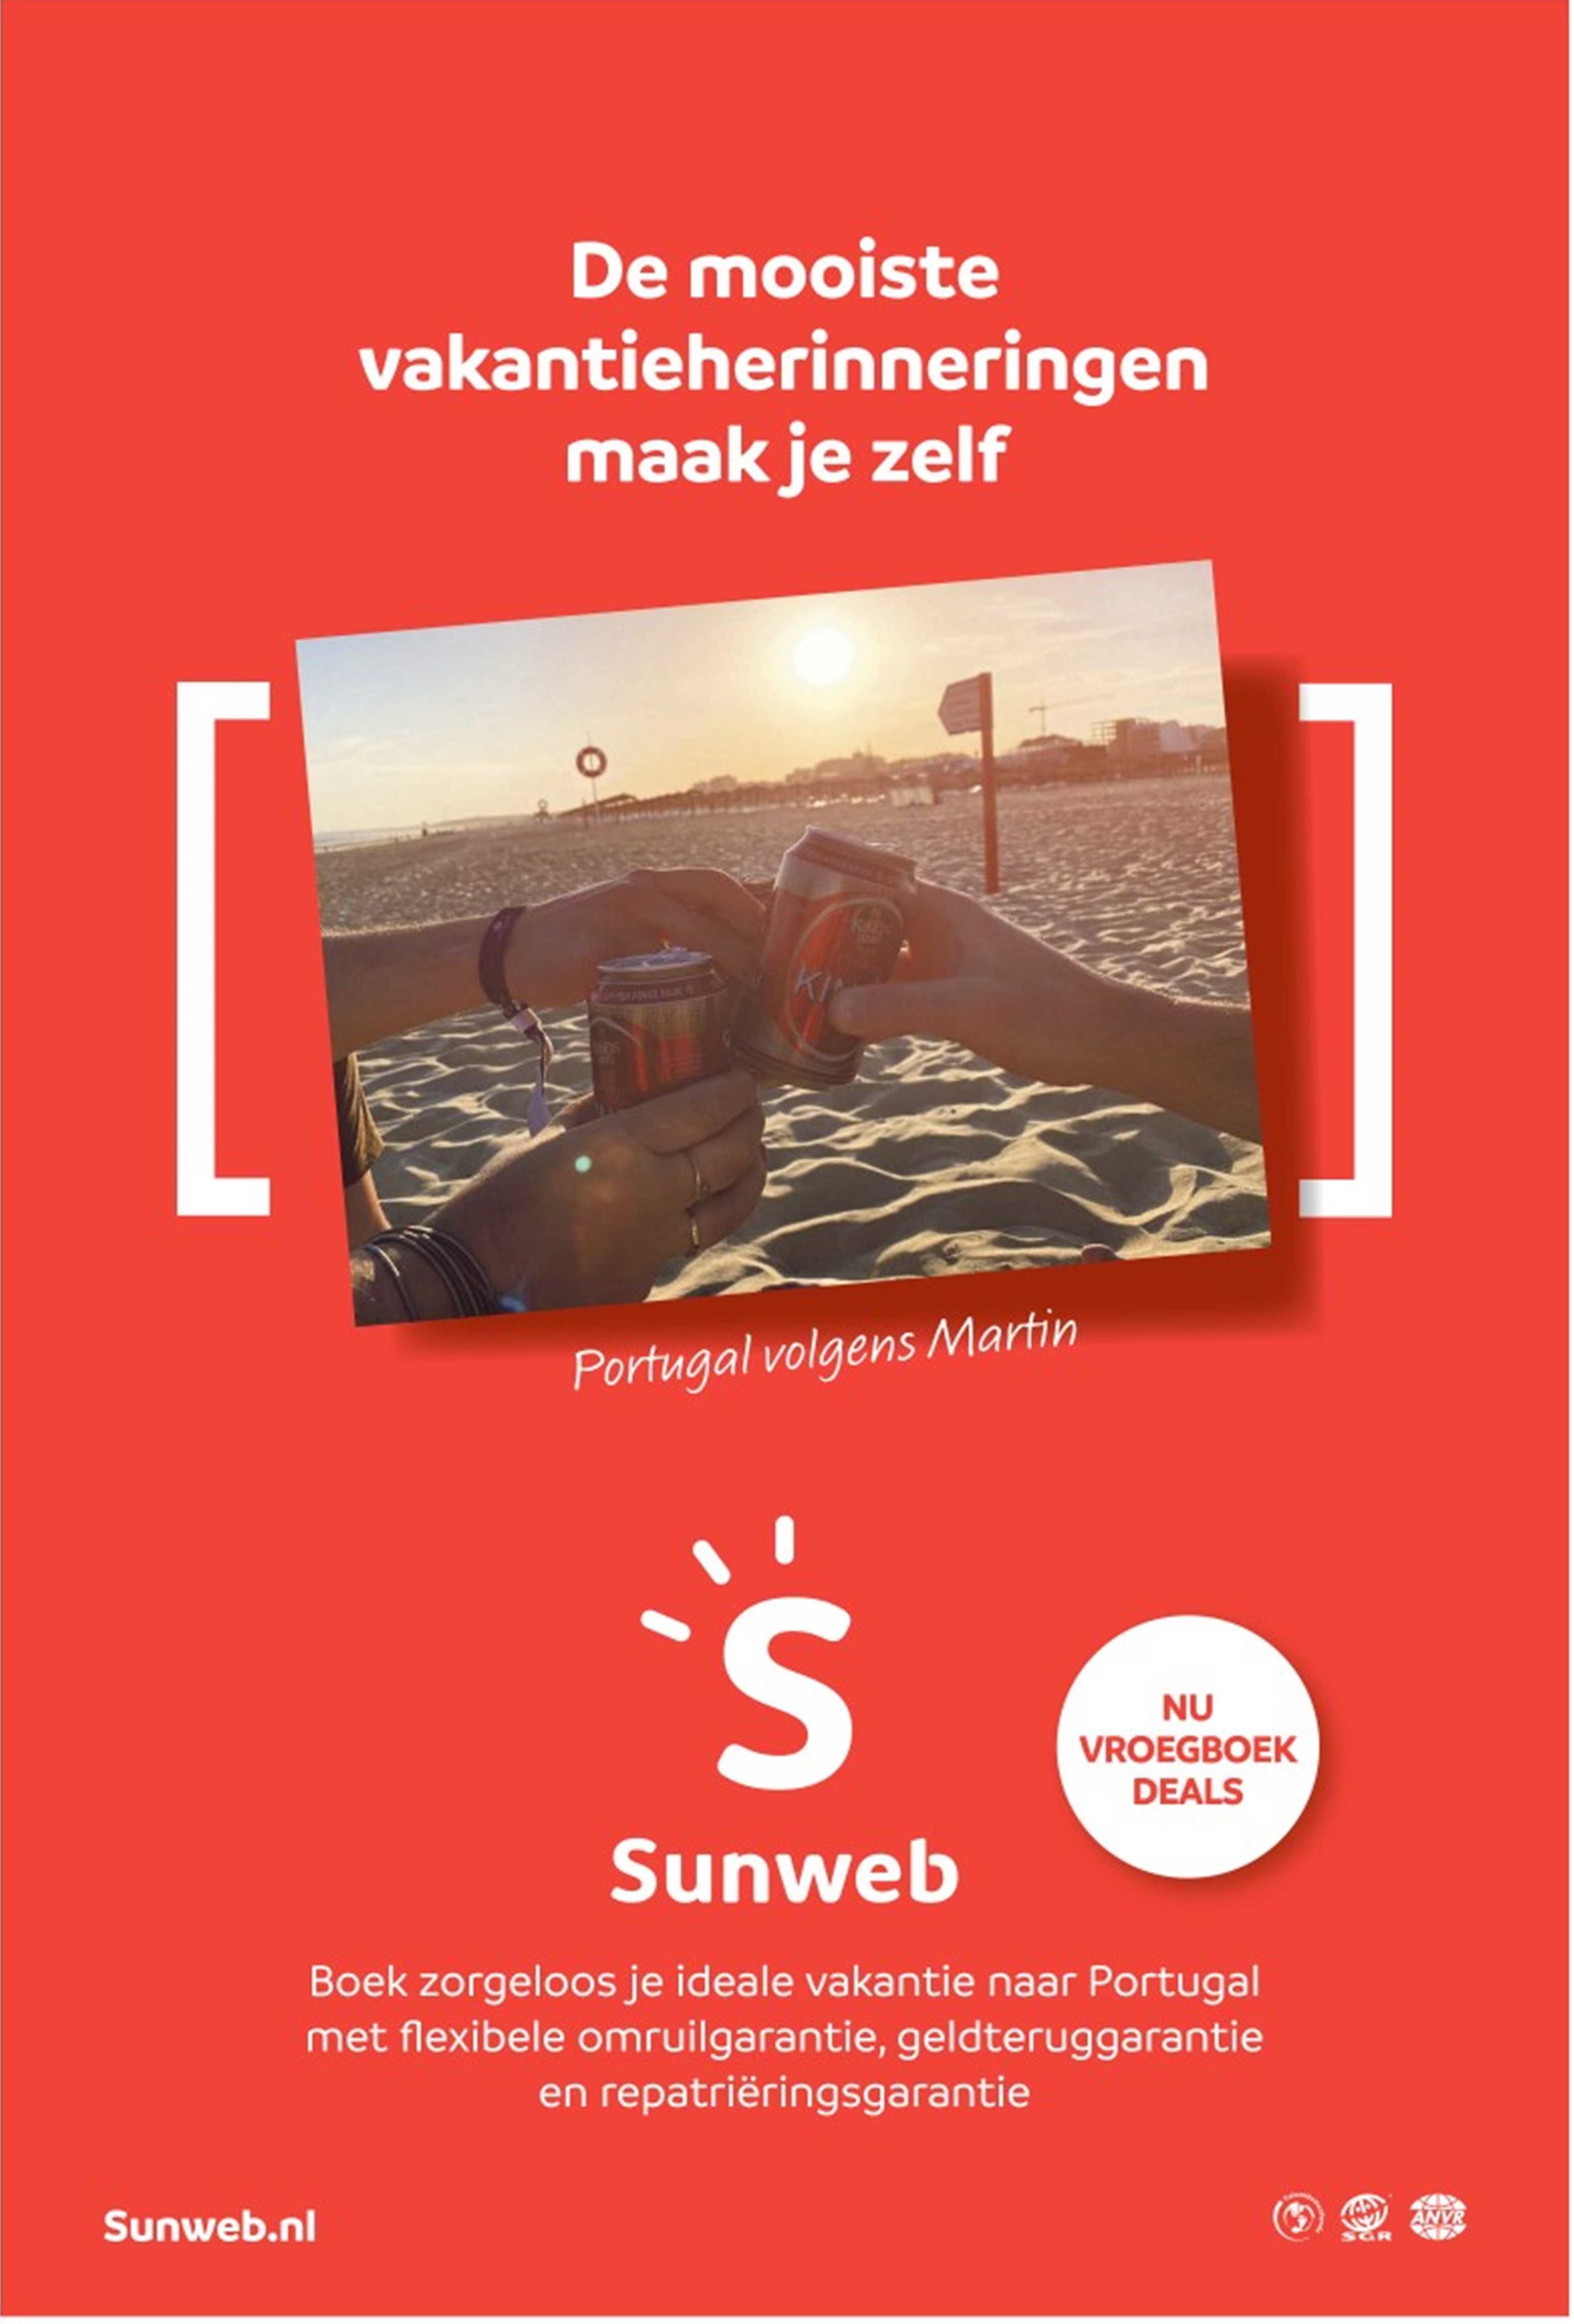 De mooiste
vakantieherinneringen
maak je zelf
KIN
Portugal volgens Martin
S
Sunweb
NU
VROEGBOEK
DEALS
Boek zorgeloos je ideale vakantie naar Portugal
met flexibele omruilgarantie, geldteruggarantie
en repatriëringsgarantie
Sunweb.nl
SGR
ANVR